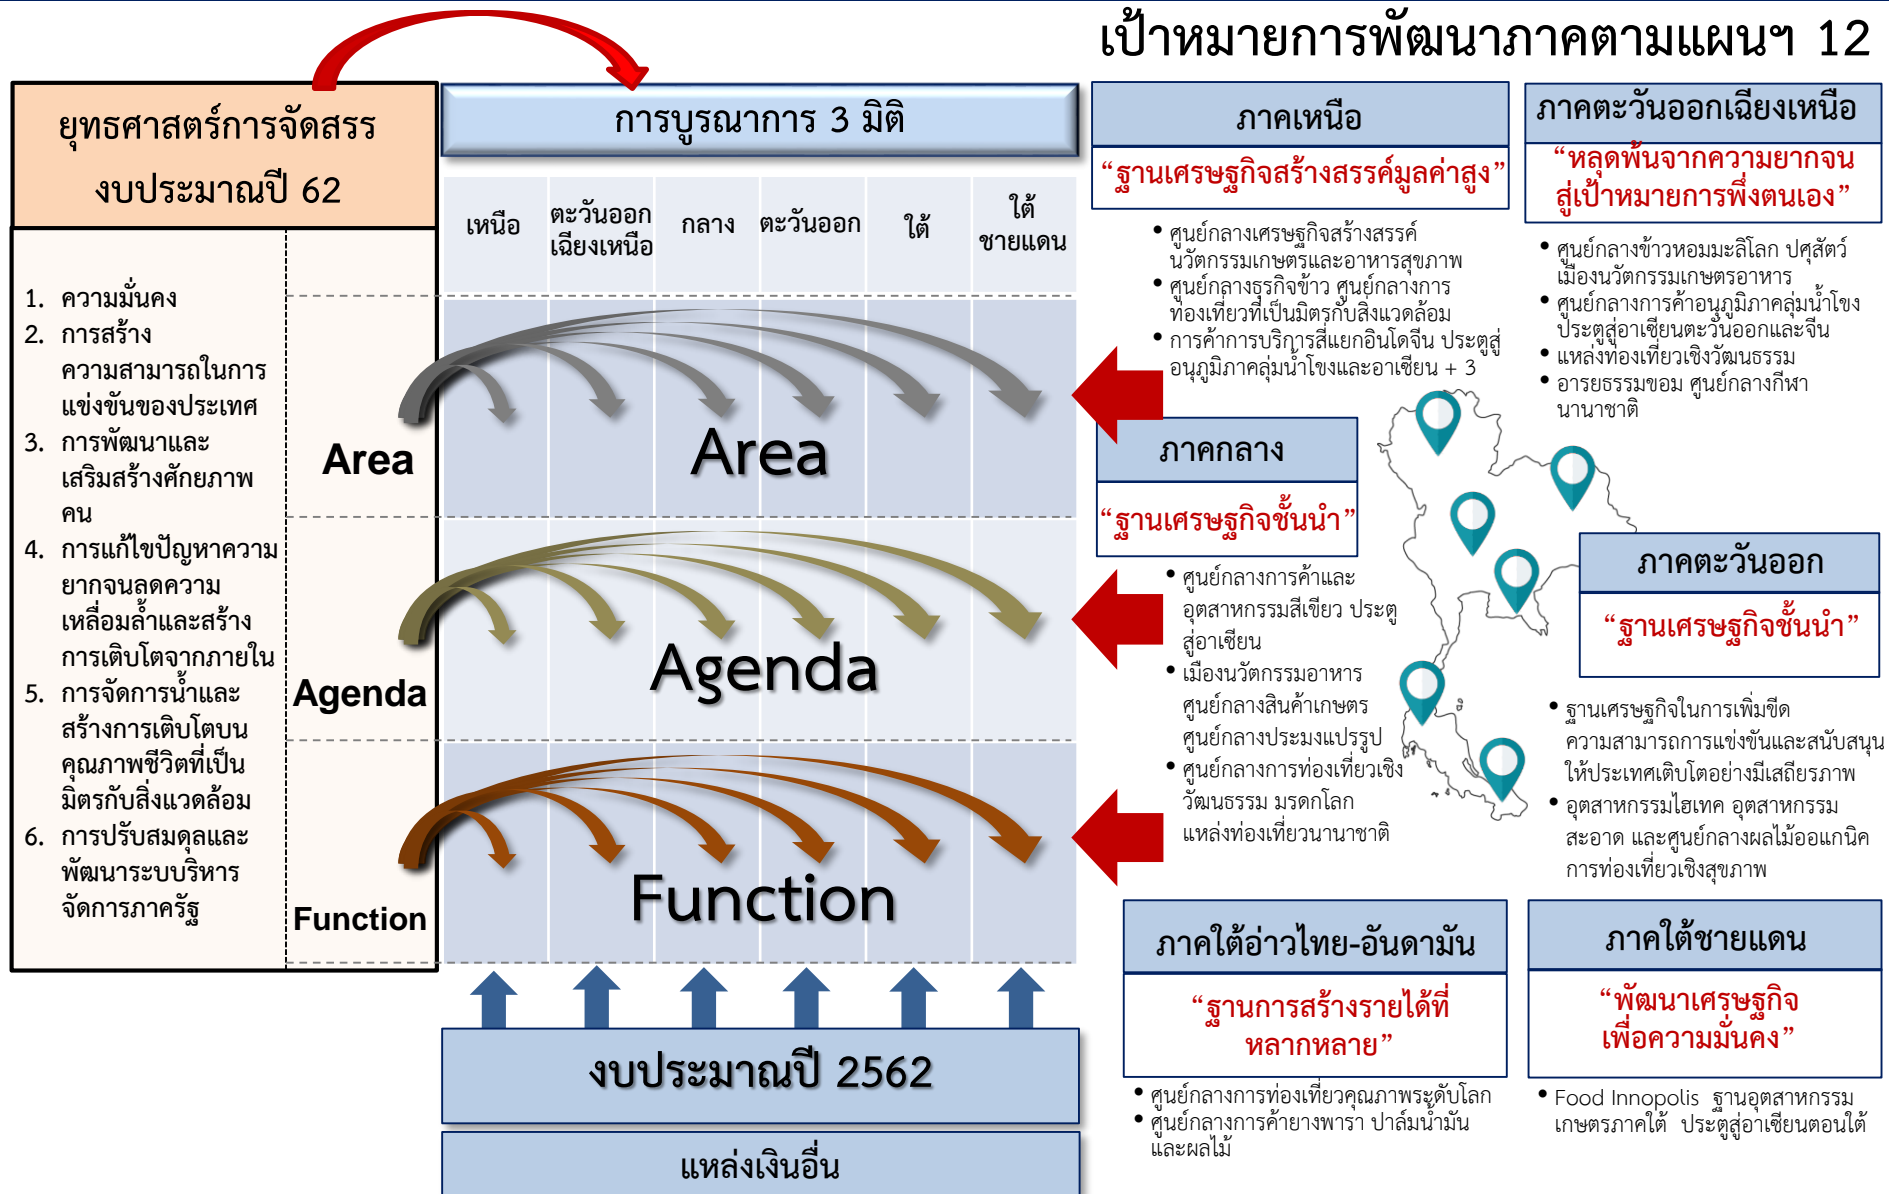 เป้าหมายการพัฒนาภาคตามแผนฯ 12
ยุทธศาสตร์การจัดสรร
งบประมาณปี 62
1. ความมั่นคง
2. การสร้าง
ความสามารถในการ
แข่งขันของประเทศ
3. การพัฒนาและ
เสริมสร้างศักยภาพ
คน
4. การแก้ไขปัญหาความ
ยากจนลดความ
เหลื่อมล้ำและสร้าง
การเติบโตจากภายใน
5. การจัดการน้ำและ
สร้างการเติบโตบน
คุณภาพชีวิตที่เป็น
มิตรกับสิ่งแวดล้อม
6. การปรับสมดุลและ
พัฒนาระบบบริหาร
จัดการภาครัฐ
Area
Agenda
Function
การบูรณาการ 3 มิติ
เหนือ
ตะวันออก
เฉียงเหนือ
กลาง
ตะวันออก
ใต้
ใต้
ชายแดน
Area
Agenda
Function
งบประมาณปี 2562
แหล่งเงินอื่น
ภาคเหนือ
“ฐานเศรษฐกิจสร้างสรรค์มูลค่าสูง”
• ศูนย์กลางเศรษฐกิจสร้างสรรค์
นวัตกรรมเกษตรและอาหารสุขภาพ
• ศูนย์กลางธุรกิจข้าว ศูนย์กลางการ
ท่องเที่ยวที่เป็นมิตรกับสิ่งแวดล้อม
• การค้าการบริการสี่แยกอินโดจีน ประตูสู่
อนุภูมิภาคลุ่มน้ำโขงและอาเซียน + 3
ภาคตะวันออกเฉียงเหนือ
“หลุดพ้นจากความยากจน
สู่เป้าหมายการพึ่งตนเอง”
• ศูนย์กลางข้าวหอมมะลิโลก ปศุสัตว์
เมืองนวัตกรรมเกษตรอาหาร
• ศูนย์กลางการค้าอนุภูมิภาคลุ่มน้ำโขง
ประตูสู่อาเซียนตะวันออกและจีน
• แหล่งท่องเที่ยวเชิงวัฒนธรรม
• อารยธรรมขอม ศูนย์กลางกีฬา
นานาชาติ
ภาคกลาง
“ฐานเศรษฐกิจชั้นนำ”
• ศูนย์กลางการค้าและ
อุตสาหกรรมสีเขียว ประตู
สู่อาเซียน
• เมืองนวัตกรรมอาหาร
ศูนย์กลางสินค้าเกษตร
ศูนย์กลางประมงแปรรูป
• ศูนย์กลางการท่องเที่ยวเชิง
วัฒนธรรม มรดกโลก
แหล่งท่องเที่ยวนานาชาติ
ภาคตะวันออก
“ฐานเศรษฐกิจชั้นนำ”
• ฐานเศรษฐกิจในการเพิ่มขีด
ความสามารถการแข่งขันและสนับสนุน
ให้ประเทศเติบโตอย่างมีเสถียรภาพ
• อุตสาหกรรมไฮเทค อุตสาหกรรม
สะอาด และศูนย์กลางผลไม้ออแกนิค
การท่องเที่ยวเชิงสุขภาพ
ภาคใต้อ่าวไทย-อันดามัน
“ฐานการสร้างรายได้ที่
หลากหลาย”
• ศูนย์กลางการท่องเที่ยวคุณภาพระดับโลก
• ศูนย์กลางการค้ายางพารา ปาล์มน้ำมัน
และผลไม้
ภาคใต้ชายแดน
“พัฒนาเศรษฐกิจ
เพื่อความมั่นคง”
• Food Innopolis ฐานอุตสาหกรรม
เกษตรภาคใต้ ประตูสู่อาเซียนตอนใต้